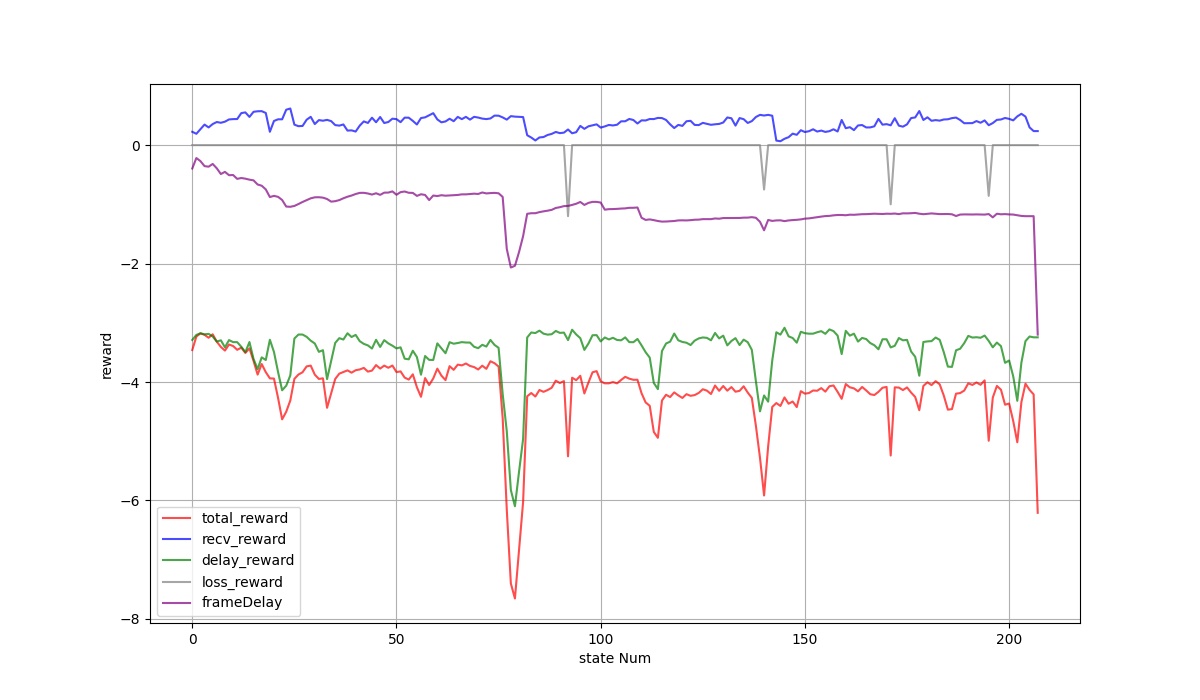 0
−2
−4
−6
−8
reward
total_reward
recv_reward
delay_reward
loss_reward
frameDelay
0 50 100 150 200
state Num